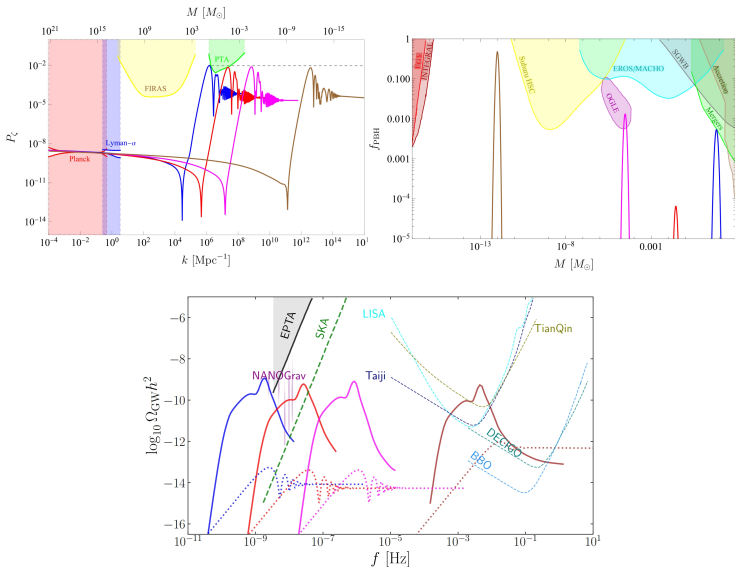 M [M⊙]
10^21 10^15 10^9 10^3 10^-3 10^-9 10^-15
10^-2
10^-5
10^-8
10^-11
10^-14
P_ζ
PTA
FIRAS
Lyman-α
Planck
10^-4 10^-2 10^0 10^2 10^4 10^6 10^8 10^10 10^12 10^14 10^16
k [Mpc^-1]
1
0.100
0.010
0.001
10^-4
10^-5
f_PBH
EGB
INTEGRAL
Subaru HSC
EROS/MACHO
OGLE
SGWB
Accretion
Mergers
10^-13 10^-8 0.001
M [M⊙]
−6
−8
−10
−12
−14
−16
log_10 Ω_GW h^2
EPTA
SKA
LISA
TianQin
NANOGrav
Taiji
DECIGO
BBO
10^-11 10^-9 10^-7 10^-5 10^-3 10^-1 10^1
f [Hz]